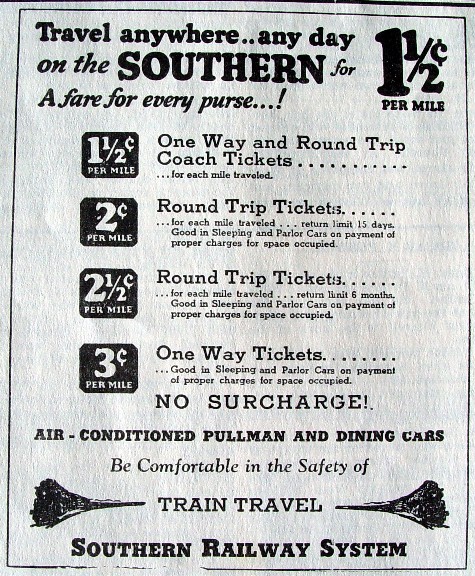 Travel anywhere..any day
on the SOUTHERN for
1½¢
PER MILE
A fare for every purse...!
1½¢
PER MILE
One Way and Round Trip
Coach Tickets ...........
...for each mile traveled.
2¢
PER MILE
Round Trip Tickets......
...for each mile traveled ... return limit 15 days.
Good in Sleeping and Parlor Cars on payment of
proper charges for space occupied.
2½¢
PER MILE
Round Trip Tickets......
...for each mile traveled ... return limit 6 months.
Good in Sleeping and Parlor Cars on payment of
proper charges for space occupied.
3¢
PER MILE
One Way Tickets........
...Good in Sleeping and Parlor Cars on payment
of proper charges for space occupied.
NO SURCHARGE!
AIR-CONDITIONED PULLMAN AND DINING CARS
Be Comfortable in the Safety of
TRAIN TRAVEL
SOUTHERN RAILWAY SYSTEM